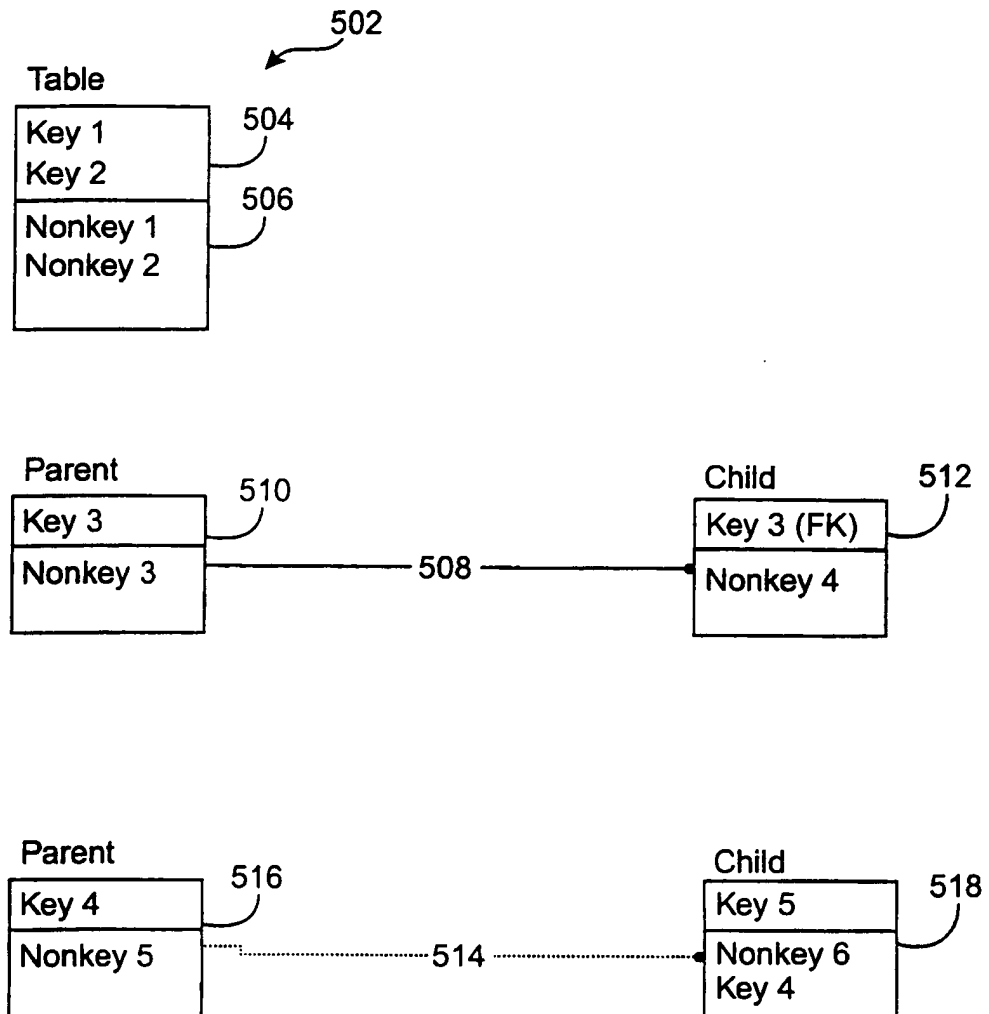 502
Table
Key 1
Key 2
504
Nonkey 1
Nonkey 2
506
Parent
Key 3
Nonkey 3
510
508
Child
Key 3 (FK)
Nonkey 4
512
Parent
Key 4
Nonkey 5
516
514
Child
Key 5
Nonkey 6
Key 4
518